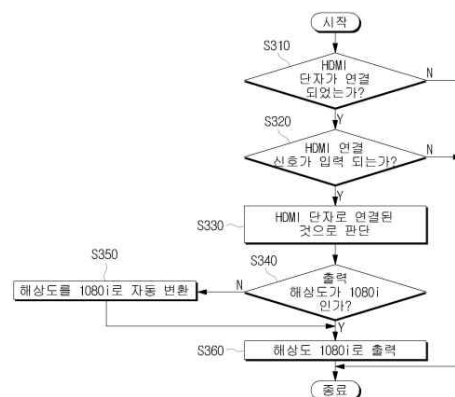 시작
S310
HDMI
단자가 연결
되었는가?
N
Y
S320
HDMI 연결
신호가 입력 되는가?
N
Y
S330
HDMI 단자로 연결된
것으로 판단
S340
출력
해상도가 1080i
인가?
N
Y
S350
해상도를 1080i로 자동 변환
S360
해상도 1080i로 출력
종료